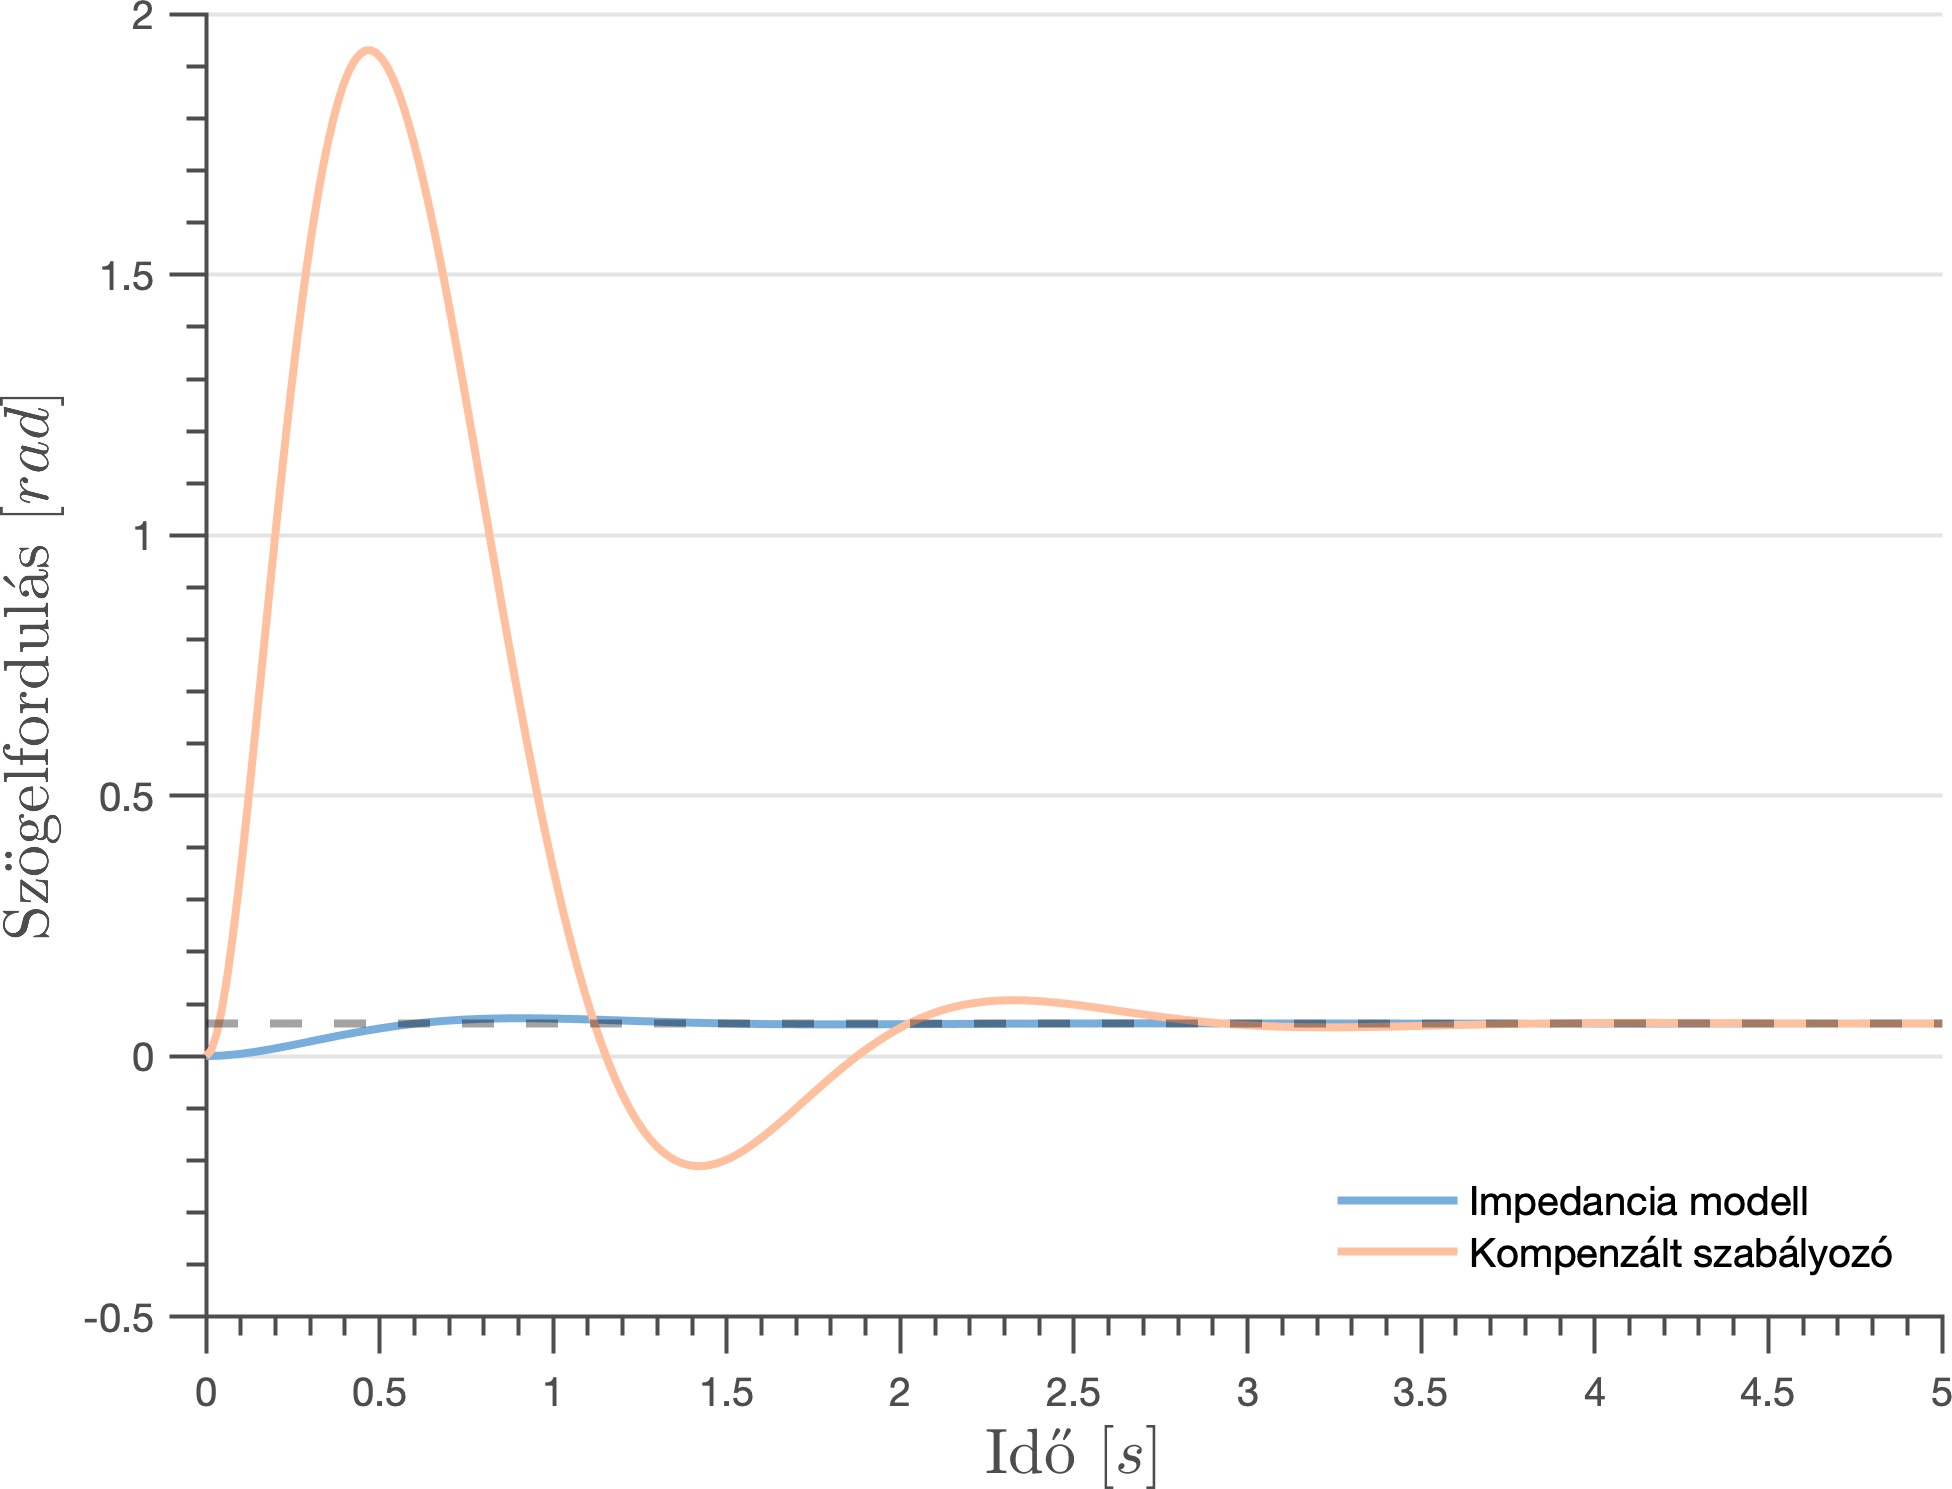 2
1.5
1
0.5
0
-0.5
Szögelfordulás [rad]
0 0.5 1 1.5 2 2.5 3 3.5 4 4.5 5
Idő [s]
Impedancia modell
Kompenzált szabályozó